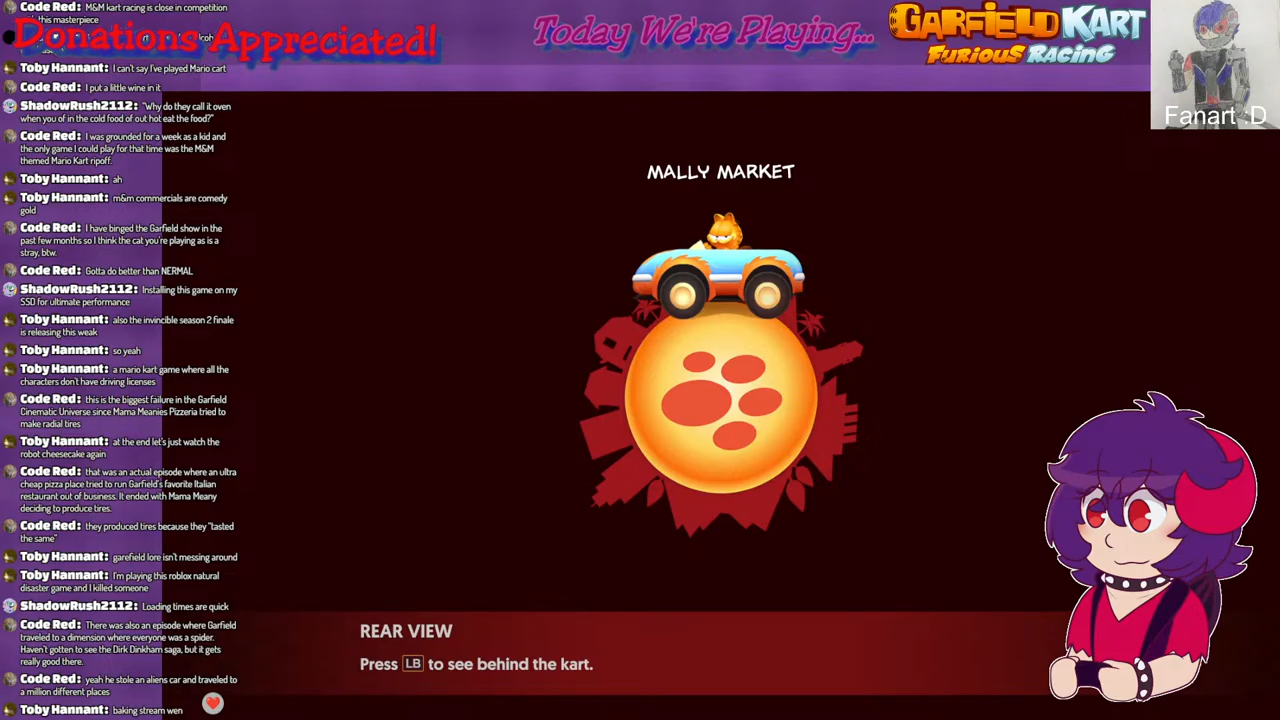 Code Red: M&M kart racing is close in competition
this masterpiece
Donations Appreciated!
Toby Hannant: I can't say I've played Mario cart
Code Red: I put a little wine in it
ShadowRush2112: "Why do they call it oven
when you of in the cold food of out hot eat the food?"
Code Red: I was grounded for a week as a kid and
the only game I could play for that time was the M&M
themed Mario Kart ripoff.
Toby Hannant: ah
Toby Hannant: m&m commercials are comedy
gold
Code Red: I have binged the Garfield show in the
past few months so I think the cat you're playing as is a
stray, btw.
Code Red: Gotta do better than NERMAL
ShadowRush2112: Installing this game on my
SSD for ultimate performance
Toby Hannant: also the invincible season 2 finale
is releasing this weak
Toby Hannant: so yeah
Toby Hannant: a mario kart game where all the
characters don't have driving licenses
Code Red: this is the biggest failure in the Garfield
Cinematic Universe since Mama Meanies Pizzeria tried to
make radial tires
Toby Hannant: at the end let's just watch the
robot cheesecake again
Code Red: that was an actual episode where an ultra
cheap pizza place tried to run Garfield's favorite Italian
restaurant out of business. It ended with Mama Meany
deciding to produce tires.
Code Red: they produced tires because they "tasted
the same"
Toby Hannant: garefield lore isn't messing around
Toby Hannant: I'm playing this roblox natural
disaster game and I killed someone
ShadowRush2112: Loading times are quick
Code Red: There was also an episode where Garfield
traveled to a dimension where everyone was a spider.
Haven't gotten to see the Dirk Dinkham saga, but it gets
really good there.
Code Red: yeah he stole an aliens car and traveled to
a million different places
Toby Hannant: baking stream wen
Today We're Playing...
GARFIELD KART
FURIOUS RACING
Fanart :D
MALLY MARKET
REAR VIEW
Press LB to see behind the kart.